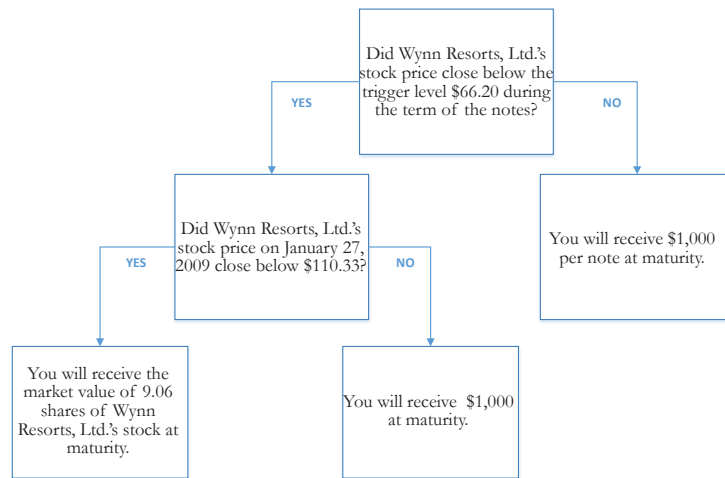 Did Wynn Resorts, Ltd.'s
stock price close below the
trigger level $66.20 during
the term of the notes?
YES
NO
Did Wynn Resorts, Ltd.'s
stock price on January 27,
2009 close below $110.33?
You will receive $1,000
per note at maturity.
YES
NO
You will receive the
market value of 9.06
shares of Wynn
Resorts, Ltd.'s stock at
maturity.
You will receive $1,000
at maturity.